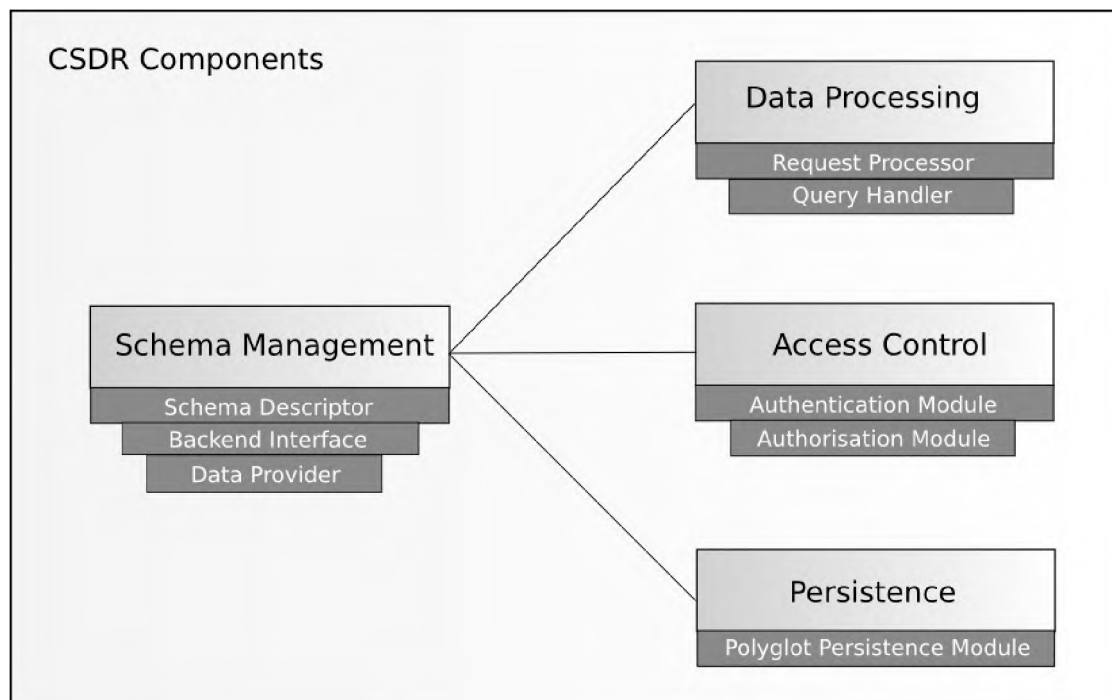 CSDR Components
Data Processing
Request Processor
Query Handler
Schema Management
Schema Descriptor
Backend Interface
Data Provider
Access Control
Authentication Module
Authorisation Module
Persistence
Polyglot Persistence Module